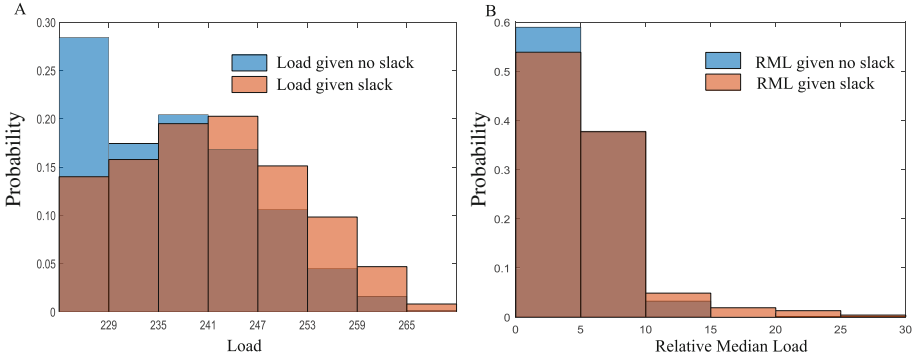 A
Probability
0.30
0.25
0.20
0.15
0.10
0.05
0
Load given no slack
Load given slack
229 235 241 247 253 259 265
Load
B
Probability
0.6
0.5
0.4
0.3
0.2
0.1
0
RML given no slack
RML given slack
0 5 10 15 20 25 30
Relative Median Load